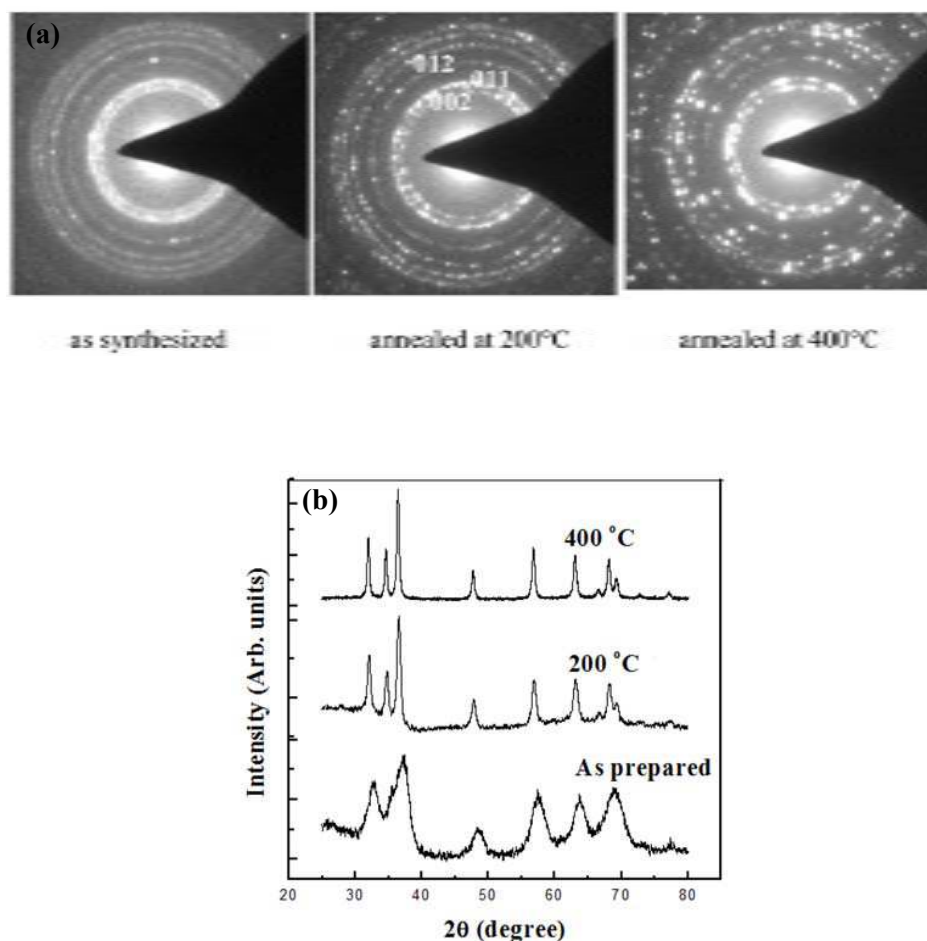 (a)
012
011
002
as synthesized
annealed at 200°C
annealed at 400°C
(b)
400 °C
200 °C
As prepared
Intensity (Arb. units)
20 30 40 50 60 70 80
2θ (degree)